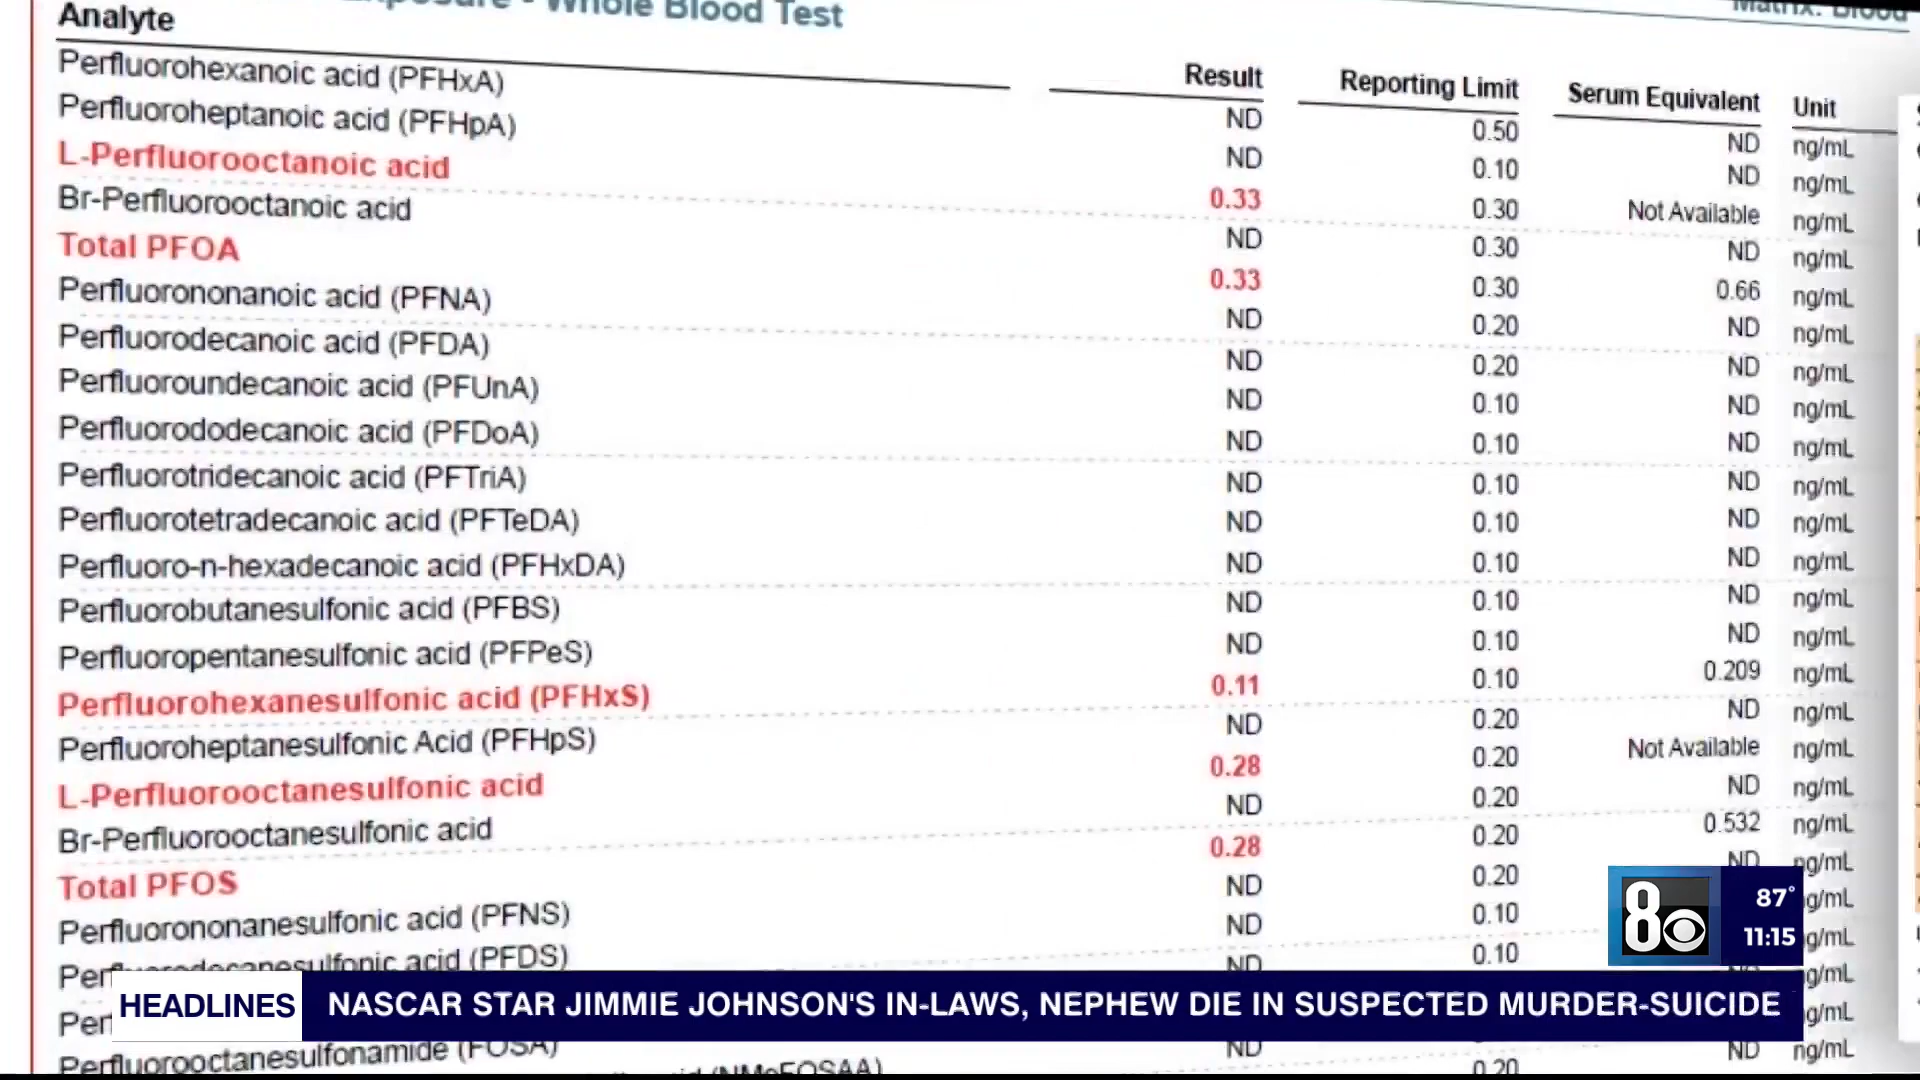 Exposure - Whole Blood Test
Matrix: Blood
Analyte Result Reporting Limit Serum Equivalent Unit
Perfluorohexanoic acid (PFHxA) ND 0.50 ND ng/mL
Perfluoroheptanoic acid (PFHpA) ND 0.10 ND ng/mL
L-Perfluorooctanoic acid 0.33 0.30 Not Available ng/mL
Br-Perfluorooctanoic acid ND 0.30 ND ng/mL
Total PFOA 0.33 0.30 0.66 ng/mL
Perfluorononanoic acid (PFNA) ND 0.20 ND ng/mL
Perfluorodecanoic acid (PFDA) ND 0.20 ND ng/mL
Perfluoroundecanoic acid (PFUnA) ND 0.10 ND ng/mL
Perfluorododecanoic acid (PFDoA) ND 0.10 ND ng/mL
Perfluorotridecanoic acid (PFTriA) ND 0.10 ND ng/mL
Perfluorotetradecanoic acid (PFTeDA) ND 0.10 ND ng/mL
Perfluoro-n-hexadecanoic acid (PFHxDA) ND 0.10 ND ng/mL
Perfluorobutanesulfonic acid (PFBS) ND 0.10 ND ng/mL
Perfluoropentanesulfonic acid (PFPeS) ND 0.10 ND ng/mL
Perfluorohexanesulfonic acid (PFHxS) 0.11 0.10 0.209 ng/mL
Perfluoroheptanesulfonic Acid (PFHpS) ND 0.20 ND ng/mL
L-Perfluorooctanesulfonic acid 0.28 0.20 Not Available ng/mL
Br-Perfluorooctanesulfonic acid ND 0.20 ND ng/mL
Total PFOS 0.28 0.20 0.532 ng/mL
Perfluorononanesulfonic acid (PFNS) ND 0.20 ND ng/mL
Perfluorodecanesulfonic acid (PFDS) ND 0.10 g/mL
ND 0.10 g/mL
8 87°
11:15
HEADLINES NASCAR STAR JIMMIE JOHNSON'S IN-LAWS, NEPHEW DIE IN SUSPECTED MURDER-SUICIDE
Perfluorooctanesulfonamide (FOSA) ND ND ng/mL
(NMeFOSAA) 0.20